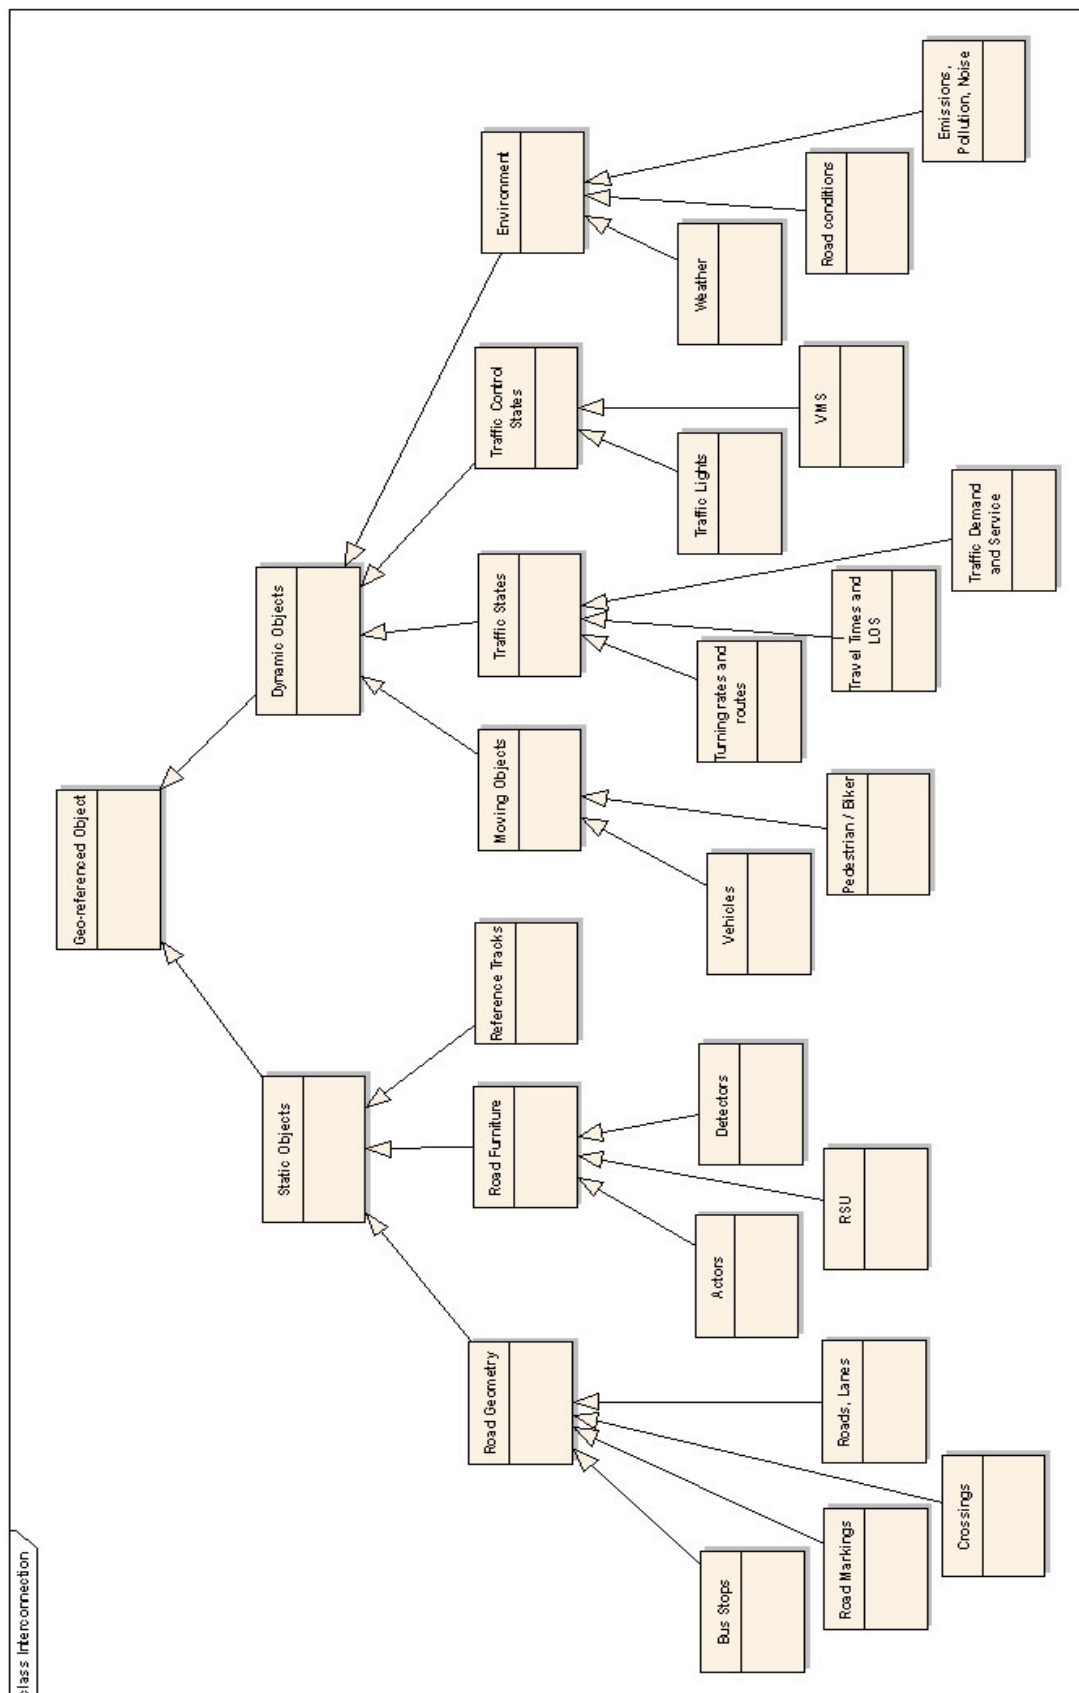 class Interconnection
Geo-referenced Object
Static Objects
Dynamic Objects
Road Geometry
Road Furniture
Reference Tracks
Moving Objects
Traffic States
Traffic Control
States
Environment
Bus Stops
Road Markings
Crossings
Roads, Lanes
Actors
RSU
Detectors
Vehicles
Pedestrian / Biker
Turning rates and
routes
Travel Times and
LOS
Traffic Demand
and Service
Traffic Lights
VMS
Weather
Road conditions
Emissions,
Pollution, Noise